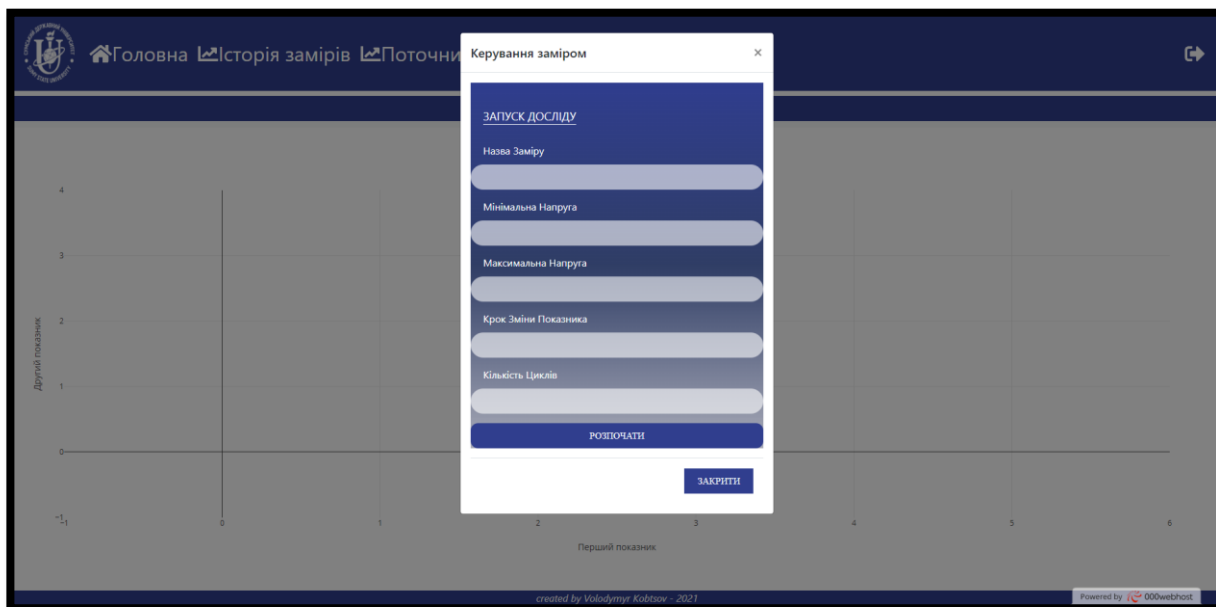 Головна Історія замірів Поточни
Керування заміром
×
ЗАПУСК ДОСЛІДУ
Назва Заміру
Мінімальна Напруга
Максимальна Напруга
Крок Зміни Показника
Кількість Циклів
РОЗПОЧАТИ
ЗАКРИТИ
4
3
2
1
0
−1
Другий показник
−1 0 1 2 3 4 5 6
Перший показник
created by Volodymyr Kobtsov - 2021
Powered by 000webhost